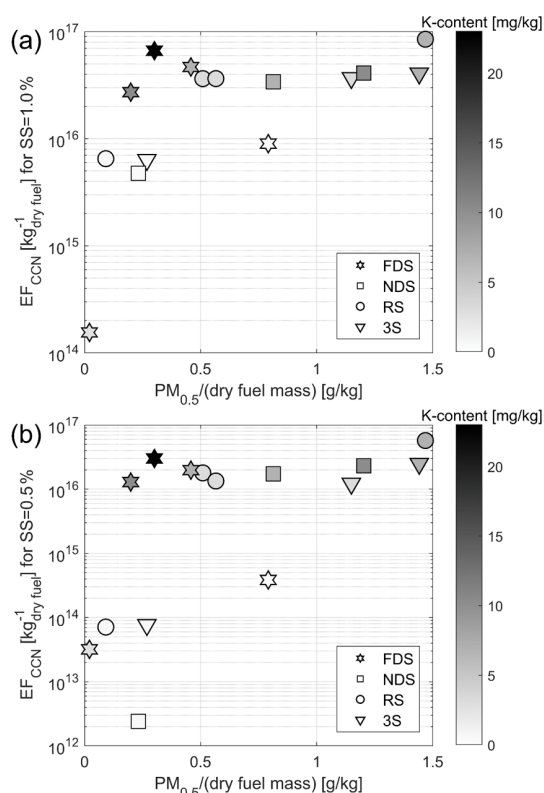 K-content [mg/kg]
(a)
10^17
10^16
10^15
10^14
EF_CCN [kg^-1_dry fuel] for SS=1.0%
0 0.5 1 1.5
PM_0.5/(dry fuel mass) [g/kg]
FDS
NDS
RS
3S
20
15
10
5
0
K-content [mg/kg]
(b)
10^17
10^16
10^15
10^14
10^13
10^12
EF_CCN [kg^-1_dry fuel] for SS=0.5%
0 0.5 1 1.5
PM_0.5/(dry fuel mass) [g/kg]
FDS
NDS
RS
3S
20
15
10
5
0